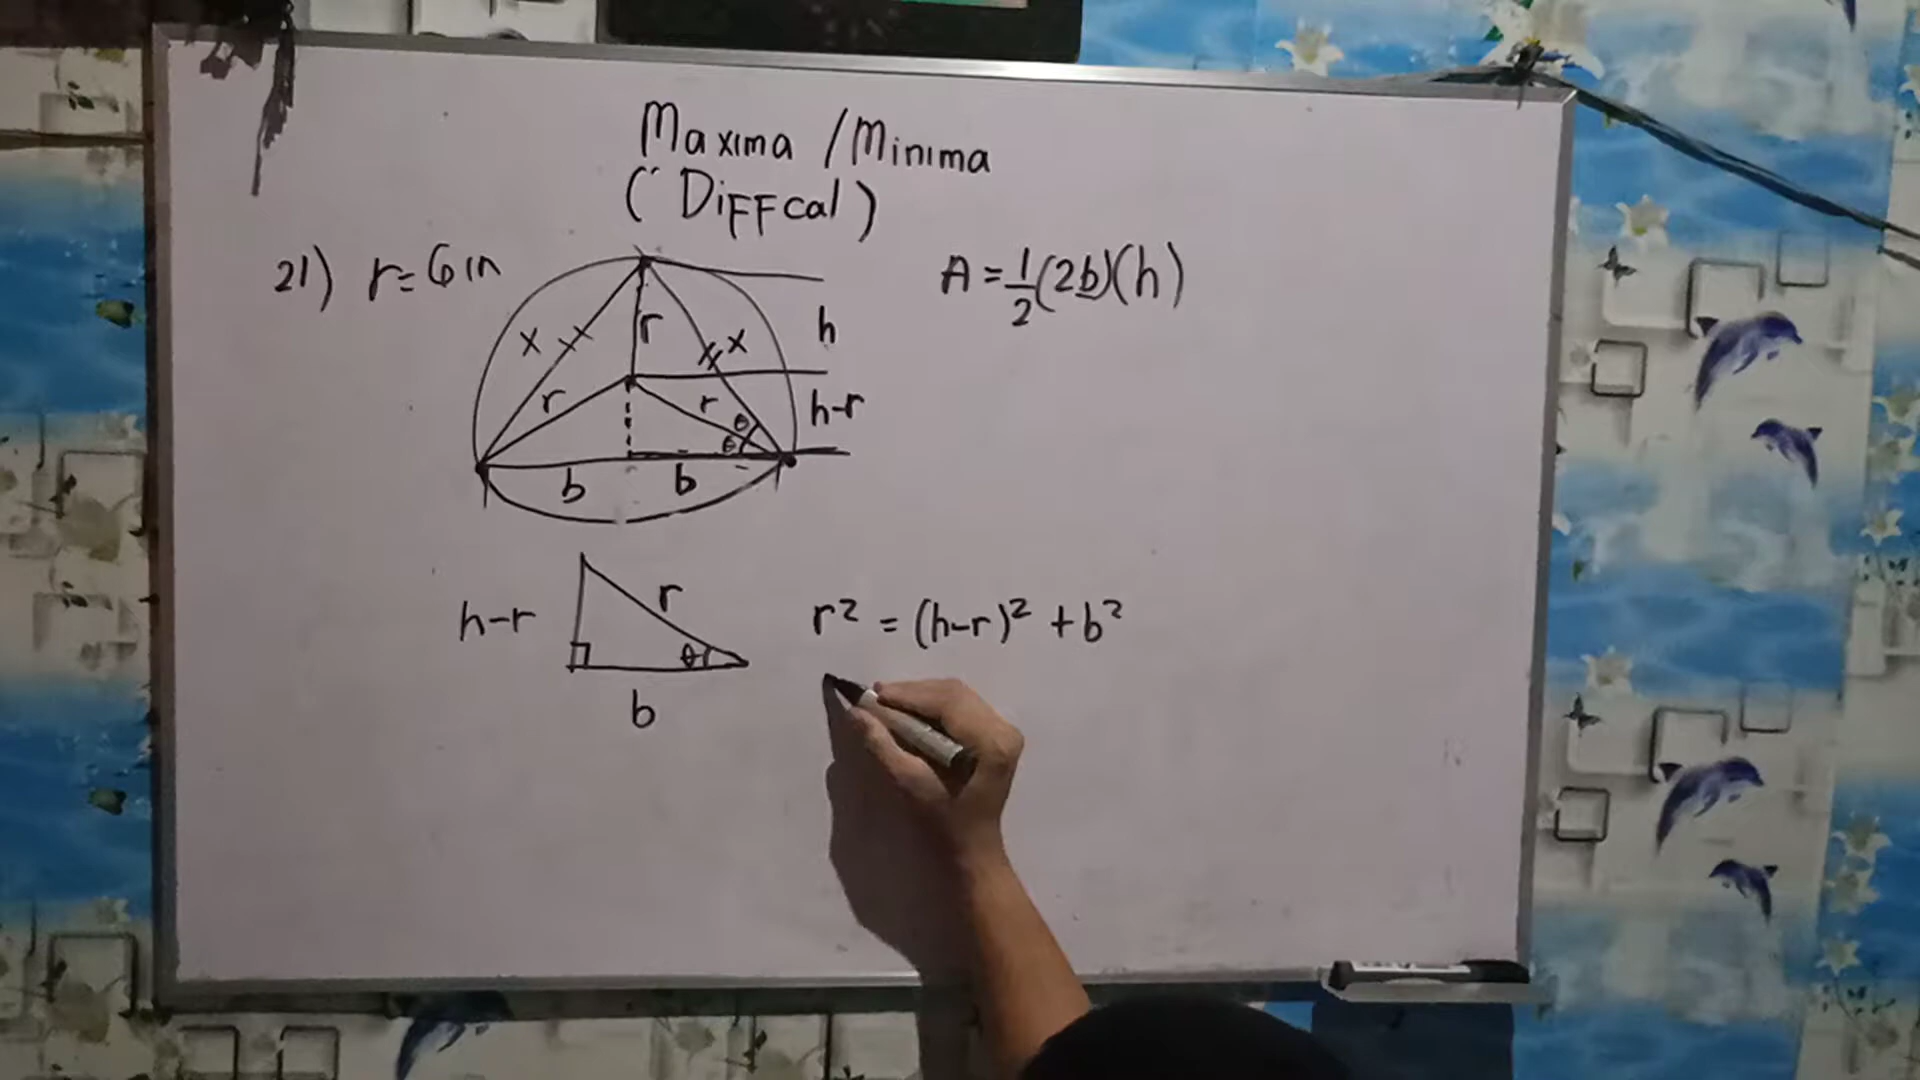 Maxima / Minima
(Diff cal)
21) r = 6 in
A = 1/2 (2b)(h)
x
r
x
h
r
r
h-r
θ
θ
b
b
h-r
r
r² = (h-r)² + b²
θ
b